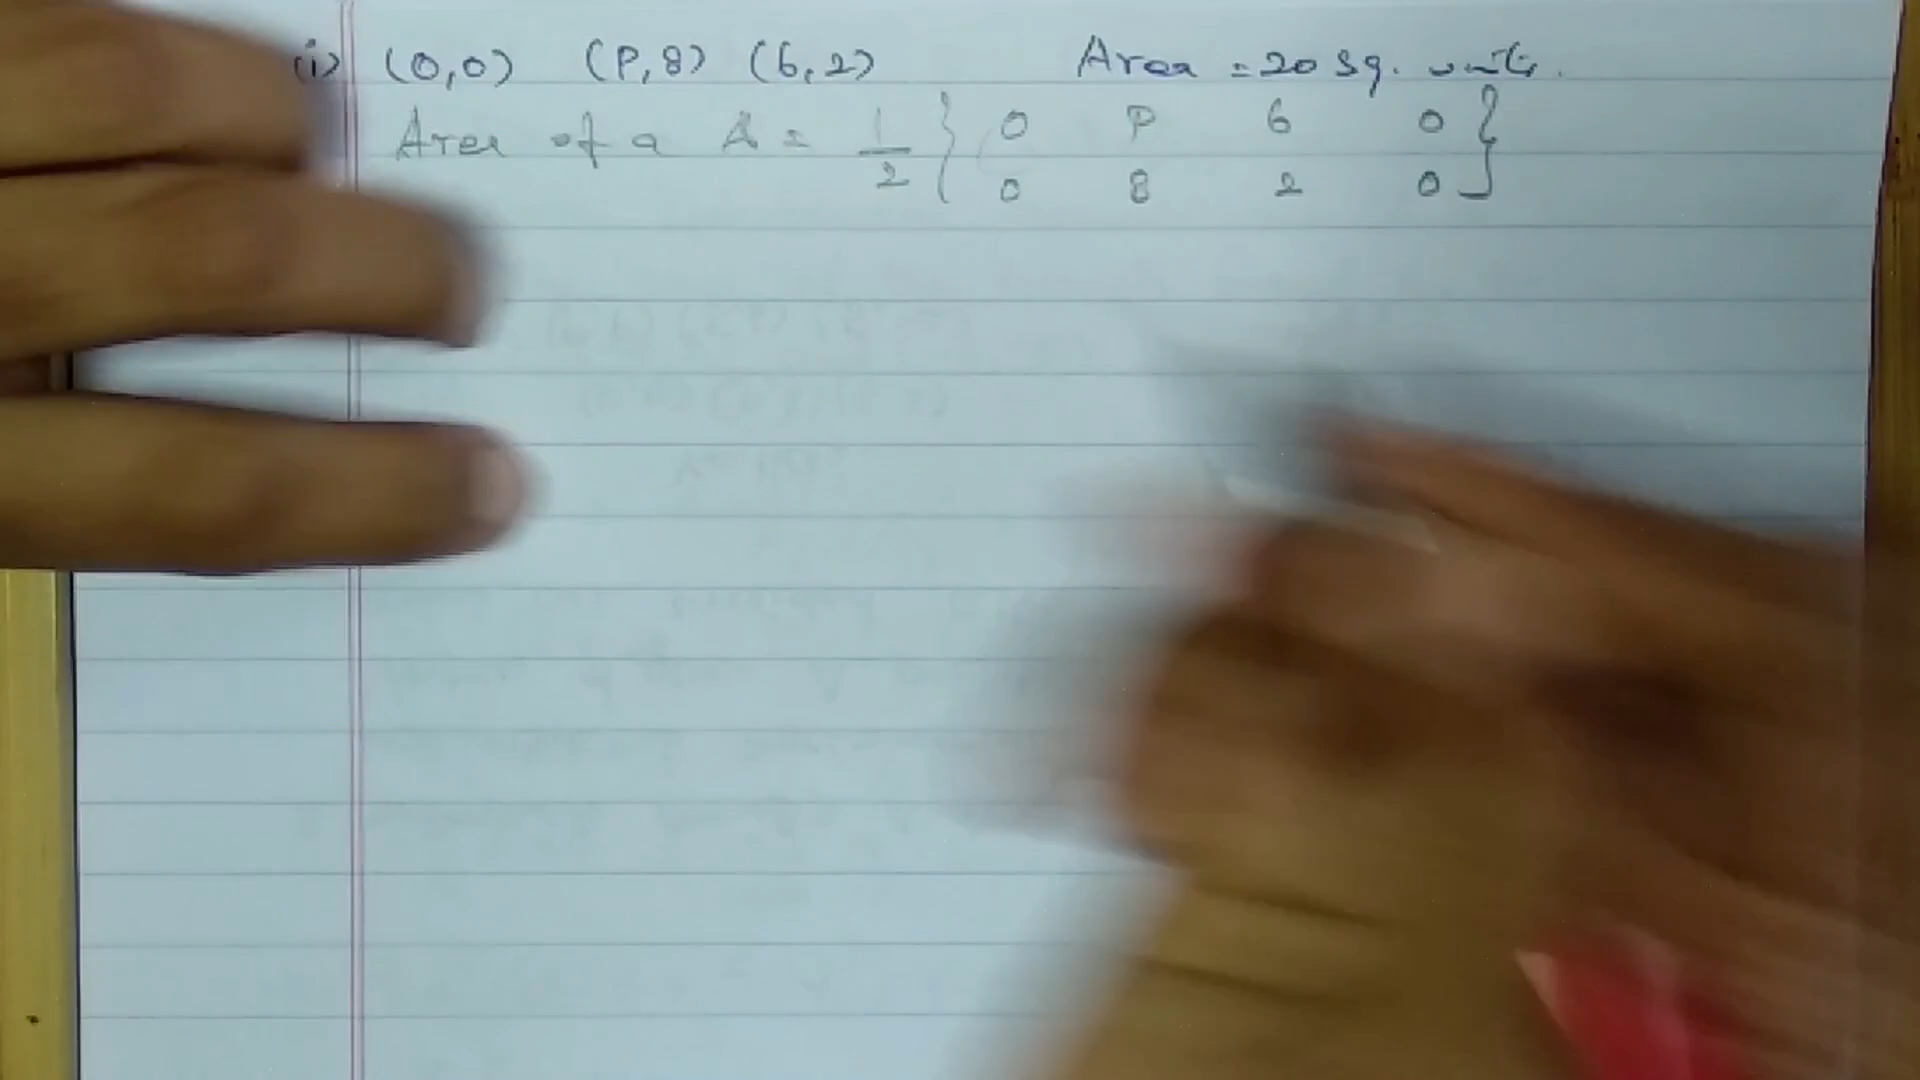 (i) (0,0) (P,8) (6,2) Area = 20 sq. units.
Area of a Δ = 1/2 { 0 P 6 0 }
0 8 2 0